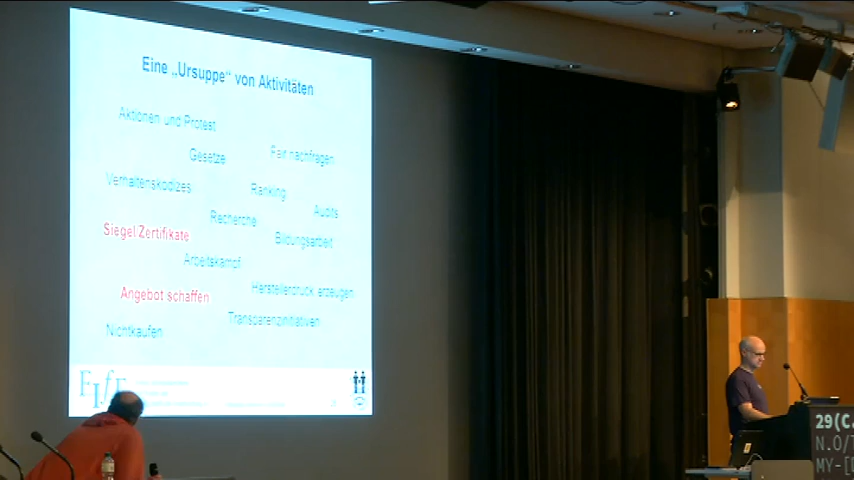 Eine „Ursuppe“ von Aktivitäten
Aktionen und Protest
Gesetze
Fair nachfragen
Verhaltenskodizes
Ranking
Audits
Recherche
Siegel Zertifikate
Bildungsarbeit
Arbeitskampf
Herstellerdruck erzeugen
Angebot schaffen
Transparenzinitiativen
Nichtkaufen
FIfF
29(C.
N.O/T
MY-[